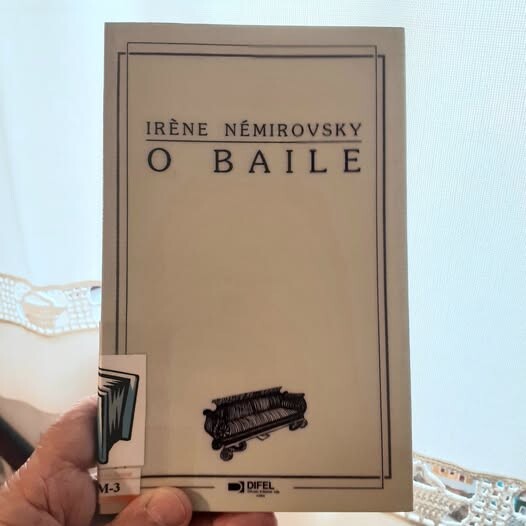 IRÈNE NÉMIROVSKY
O BAILE
M-3
DIFEL